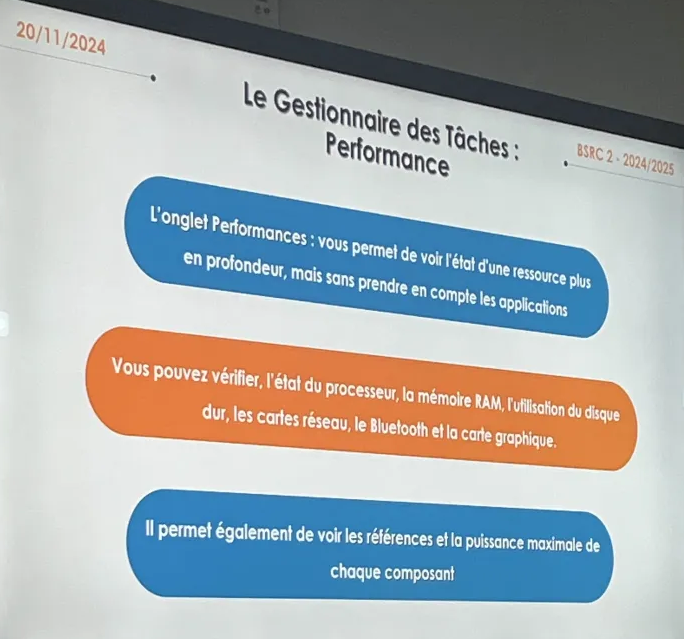 20/11/2024
Le Gestionnaire des Tâches :
Performance
BSRC 2 - 2024/2025
L'onglet Performances : vous permet de voir l'état d'une ressource plus
en profondeur, mais sans prendre en compte les applications
Vous pouvez vérifier, l'état du processeur, la mémoire RAM, l'utilisation du disque
dur, les cartes réseau, le Bluetooth et la carte graphique.
Il permet également de voir les références et la puissance maximale de
chaque composant